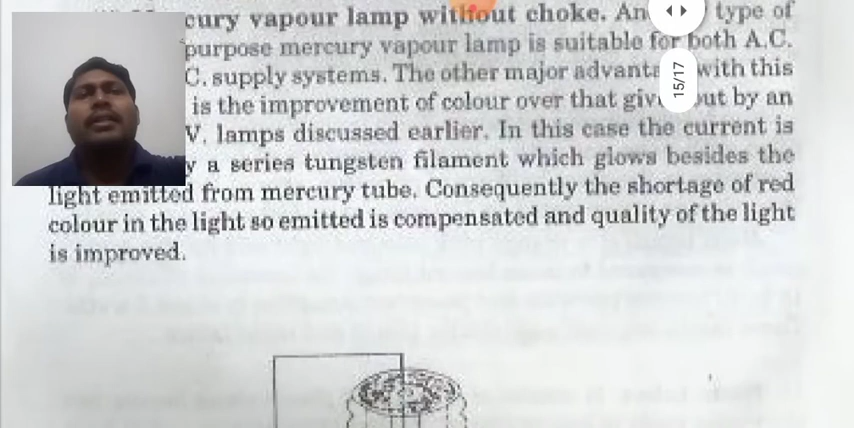 cury vapour lamp without choke. An type of
purpose mercury vapour lamp is suitable for both A.C.
C. supply systems. The other major advanta with this
is the improvement of colour over that giv out by an
V. lamps discussed earlier. In this case the current is
y a series tungsten filament which glows besides the
light emitted from mercury tube. Consequently the shortage of red
colour in the light so emitted is compensated and quality of the light
is improved.
15/17